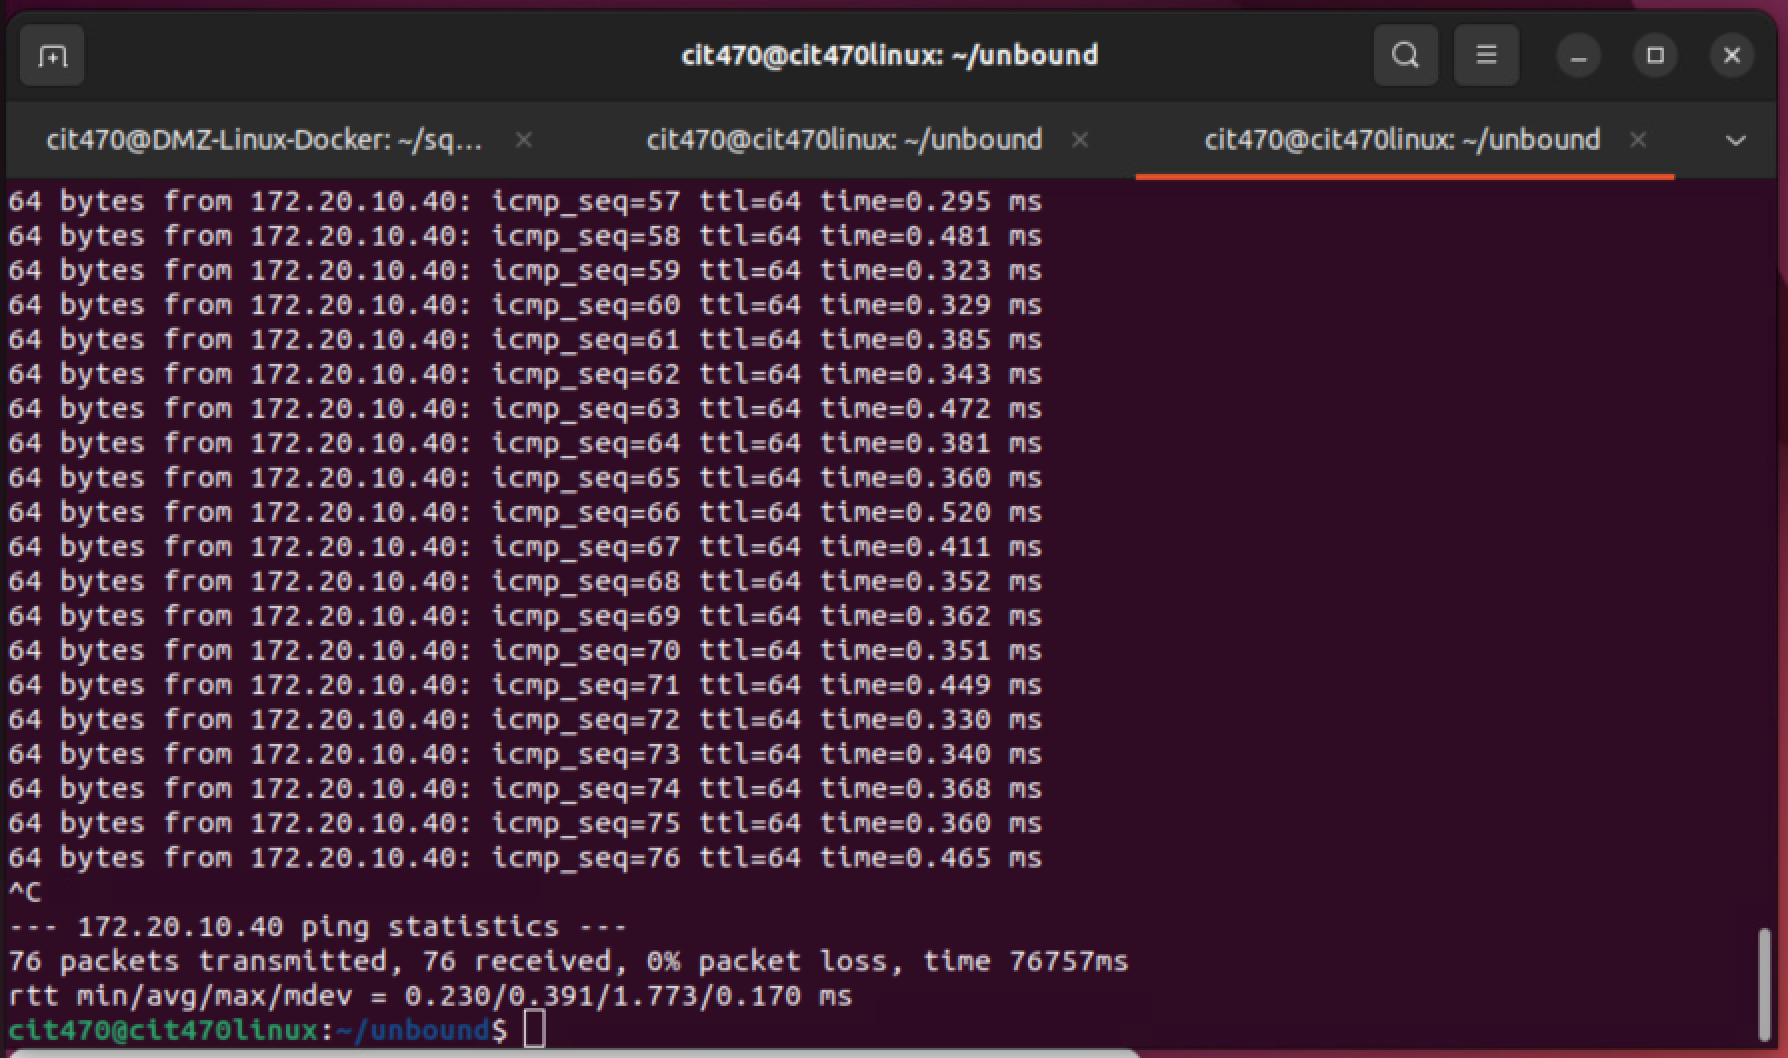 cit470@cit470linux: ~/unbound
cit470@DMZ-Linux-Docker: ~/sq...
cit470@cit470linux: ~/unbound
cit470@cit470linux: ~/unbound
64 bytes from 172.20.10.40: icmp_seq=57 ttl=64 time=0.295 ms
64 bytes from 172.20.10.40: icmp_seq=58 ttl=64 time=0.481 ms
64 bytes from 172.20.10.40: icmp_seq=59 ttl=64 time=0.323 ms
64 bytes from 172.20.10.40: icmp_seq=60 ttl=64 time=0.329 ms
64 bytes from 172.20.10.40: icmp_seq=61 ttl=64 time=0.385 ms
64 bytes from 172.20.10.40: icmp_seq=62 ttl=64 time=0.343 ms
64 bytes from 172.20.10.40: icmp_seq=63 ttl=64 time=0.472 ms
64 bytes from 172.20.10.40: icmp_seq=64 ttl=64 time=0.381 ms
64 bytes from 172.20.10.40: icmp_seq=65 ttl=64 time=0.360 ms
64 bytes from 172.20.10.40: icmp_seq=66 ttl=64 time=0.520 ms
64 bytes from 172.20.10.40: icmp_seq=67 ttl=64 time=0.411 ms
64 bytes from 172.20.10.40: icmp_seq=68 ttl=64 time=0.352 ms
64 bytes from 172.20.10.40: icmp_seq=69 ttl=64 time=0.362 ms
64 bytes from 172.20.10.40: icmp_seq=70 ttl=64 time=0.351 ms
64 bytes from 172.20.10.40: icmp_seq=71 ttl=64 time=0.449 ms
64 bytes from 172.20.10.40: icmp_seq=72 ttl=64 time=0.330 ms
64 bytes from 172.20.10.40: icmp_seq=73 ttl=64 time=0.340 ms
64 bytes from 172.20.10.40: icmp_seq=74 ttl=64 time=0.368 ms
64 bytes from 172.20.10.40: icmp_seq=75 ttl=64 time=0.360 ms
64 bytes from 172.20.10.40: icmp_seq=76 ttl=64 time=0.465 ms
^C
--- 172.20.10.40 ping statistics ---
76 packets transmitted, 76 received, 0% packet loss, time 76757ms
rtt min/avg/max/mdev = 0.230/0.391/1.773/0.170 ms
cit470@cit470linux:~/unbound$